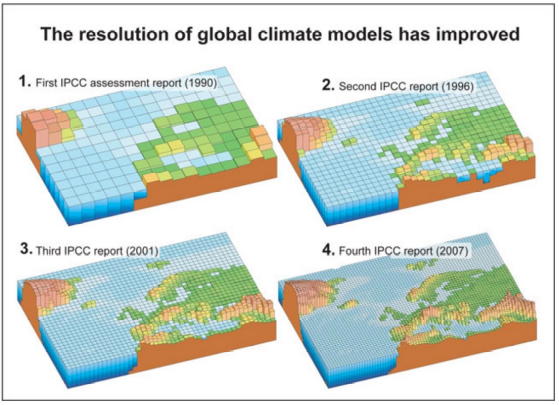 The resolution of global climate models has improved
1. First IPCC assessment report (1990)
2. Second IPCC report (1996)
3. Third IPCC report (2001)
4. Fourth IPCC report (2007)